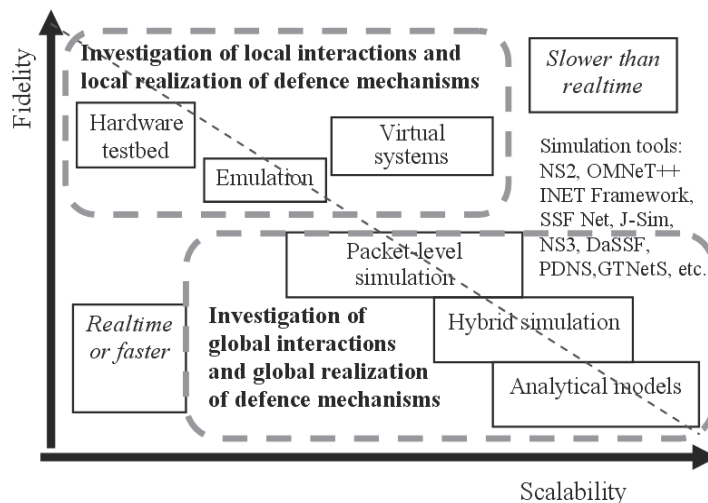 Fidelity
Investigation of local interactions and
local realization of defence mechanisms
Slower than
realtime
Hardware
testbed
Emulation
Virtual
systems
Simulation tools:
NS2, OMNeT++
INET Framework,
SSF Net, J-Sim,
NS3, DaSSF,
PDNS,GTNetS, etc.
Packet-level
simulation
Realtime
or faster
Investigation of
global interactions
and global realization
of defence mechanisms
Hybrid simulation
Analytical models
Scalability